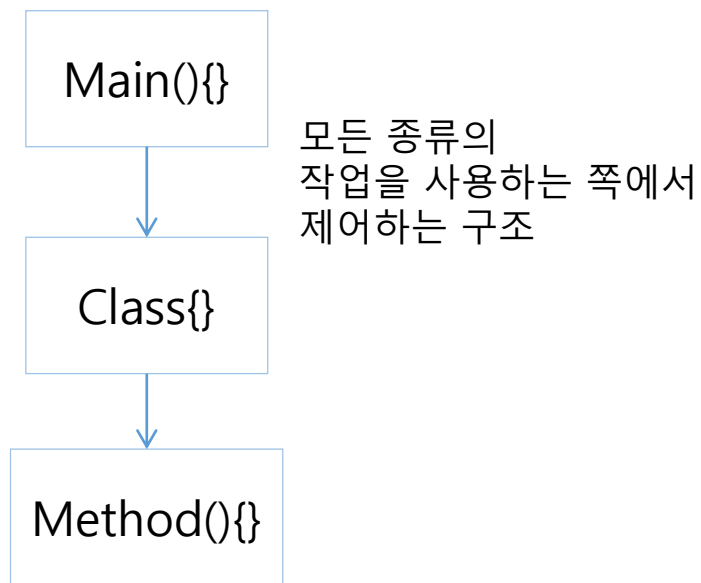 Main(){}
모든 종류의
작업을 사용하는 쪽에서
제어하는 구조
Class{}
Method(){}